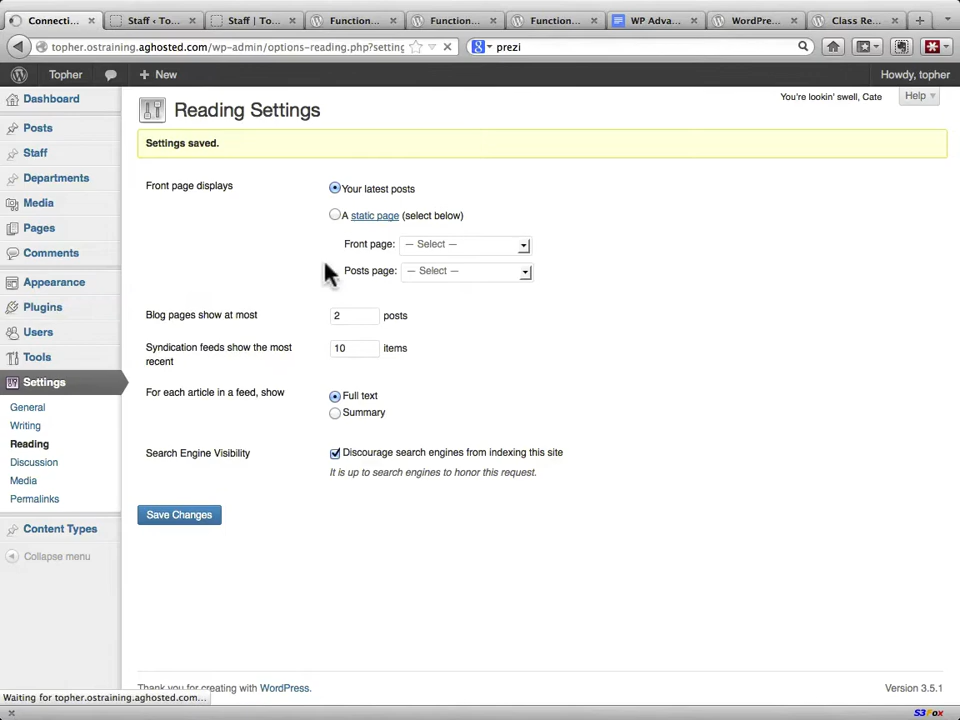 Connecti...
Staff ‹ To...
Staff | To...
Function...
Function...
Function...
WP Adva...
WordPre...
Class Re...
topher.ostraining.aghosted.com/wp-admin/options-reading.php?setting
prezi
Topher
+ New
Howdy, topher
Dashboard
Posts
Staff
Departments
Media
Pages
Comments
Appearance
Plugins
Users
Tools
Settings
General
Writing
Reading
Discussion
Media
Permalinks
Content Types
Collapse menu
You're lookin' swell, Cate
Help
Reading Settings
Settings saved.
Front page displays
Your latest posts
A static page (select below)
Front page: — Select —
Posts page: — Select —
Blog pages show at most 2 posts
Syndication feeds show the most recent 10 items
For each article in a feed, show
Full text
Summary
Search Engine Visibility
Discourage search engines from indexing this site
It is up to search engines to honor this request.
Save Changes
Thank you for creating with WordPress.
Version 3.5.1
Waiting for topher.ostraining.aghosted.com...
S3Fox